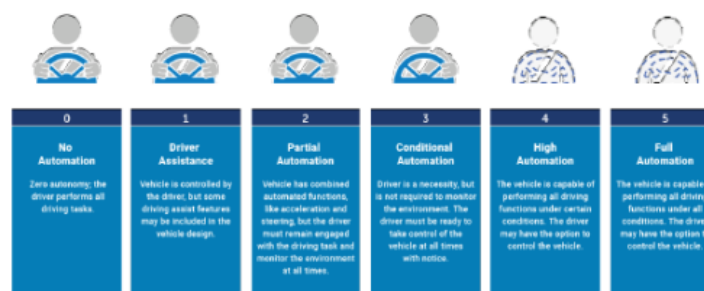 0
No
Automation
Zero autonomy; the
driver performs all
driving tasks.
1
Driver
Assistance
Vehicle is controlled by
the driver, but some
driving assist features
may be included in the
vehicle design.
2
Partial
Automation
Vehicle has combined
automated functions,
like acceleration and
steering, but the driver
must remain engaged
with the driving task and
monitor the environment
at all times.
3
Conditional
Automation
Driver is a necessity, but
is not required to monitor
the environment. The
driver must be ready to
take control of the
vehicle at all times
with notice.
4
High
Automation
The vehicle is capable of
performing all driving
functions under certain
conditions. The driver
may have the option to
control the vehicle.
5
Full
Automation
The vehicle is capable
performing all driving
functions under all
conditions. The driver
may have the option to
control the vehicle.